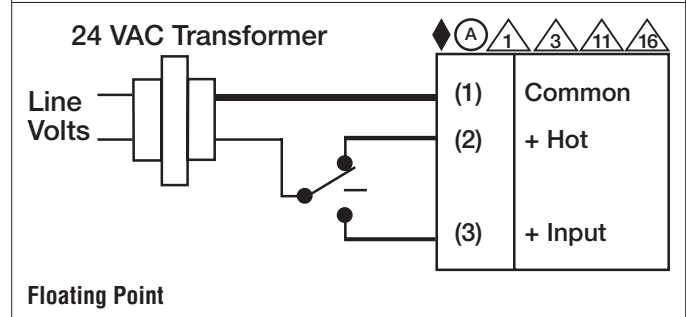 24 VAC Transformer
A 1 3 11 16
Line
Volts
(1) Common
(2) + Hot
(3) + Input
Floating Point